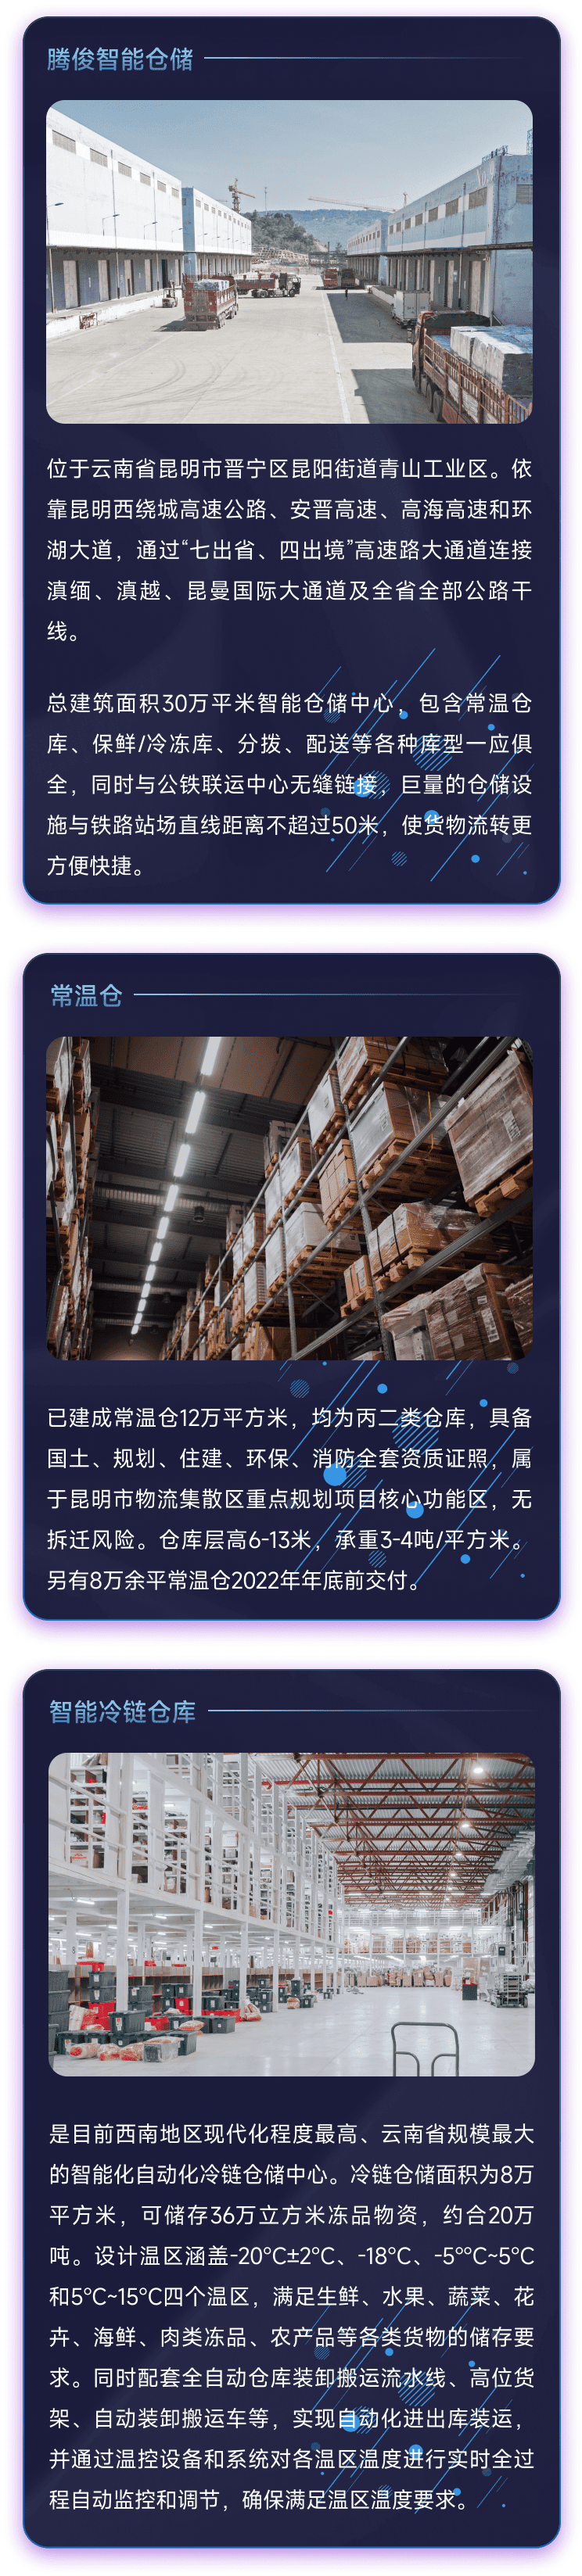 腾俊智能仓储
位于云南省昆明市晋宁区昆阳街道青山工业区。依
靠昆明西绕城高速公路、安晋高速、高海高速和环
湖大道，通过“七出省、四出境”高速路大通道连接
滇缅、滇越、昆曼国际大通道及全省全部公路干
线。
总建筑面积30万平米智能仓储中心，包含常温仓
库、保鲜/冷冻库、分拨、配送等各种库型一应俱
全，同时与公铁联运中心无缝链接，巨量的仓储设
施与铁路站场直线距离不超过50米，使货物流转更
方便快捷。
常温仓
已建成常温仓12万平方米，均为丙二类仓库，具备
国土、规划、住建、环保、消防全套资质证照，属
于昆明市物流集散区重点规划项目核心功能区，无
拆迁风险。仓库层高6-13米，承重3-4吨/平方米。
另有8万余平常温仓2022年年底前交付。
智能冷链仓库
是目前西南地区现代化程度最高、云南省规模最大
的智能化自动化冷链仓储中心。冷链仓储面积为8万
平方米，可储存36万立方米冻品物资，约合20万
吨。设计温区涵盖-20°C±2°C、-18°C、-5°°C~5°C
和5°C~15°C四个温区，满足生鲜、水果、蔬菜、花
卉、海鲜、肉类冻品、农产品等各类货物的储存要
求。同时配套全自动仓库装卸搬运流水线、高位货
架、自动装卸搬运车等，实现自动化进出库装运，
并通过温控设备和系统对各温区温度进行实时全过
程自动监控和调节，确保满足温区温度要求。